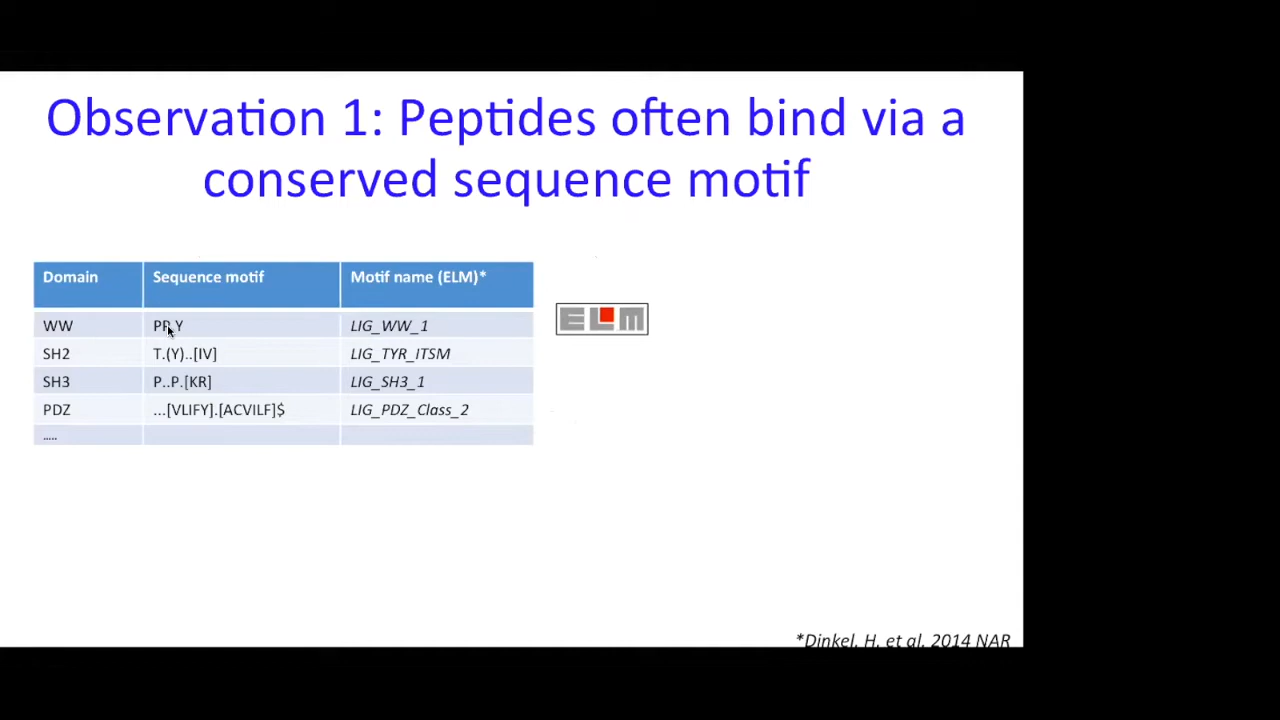 Observation 1: Peptides often bind via a
conserved sequence motif
Domain Sequence motif Motif name (ELM)*
WW PP.Y LIG_WW_1
SH2 T.(Y)..[IV] LIG_TYR_ITSM
SH3 P..P.[KR] LIG_SH3_1
PDZ ...[VLIFY].[ACVILF]$ LIG_PDZ_Class_2
.....
ELM
*Dinkel, H. et al. 2014 NAR